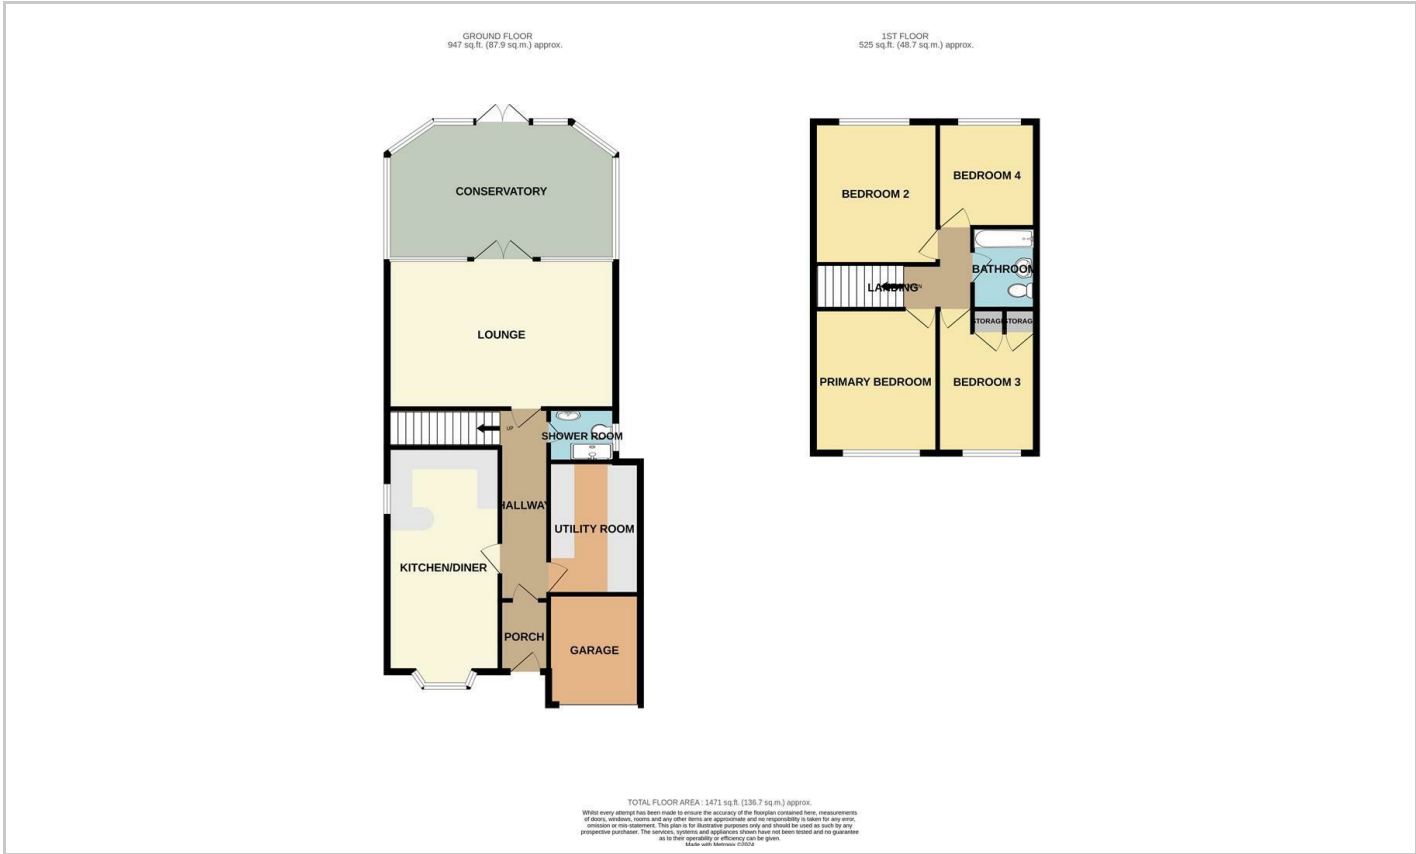 GROUND FLOOR
947 sq.ft. (87.9 sq.m.) approx.
CONSERVATORY
LOUNGE
UP
SHOWER ROOM
HALLWAY
UTILITY ROOM
KITCHEN/DINER
PORCH
GARAGE
1ST FLOOR
525 sq.ft. (48.7 sq.m.) approx.
BEDROOM 4
BEDROOM 2
BATHROOM
LANDING
STORAGE
STORAGE
PRIMARY BEDROOM
BEDROOM 3
TOTAL FLOOR AREA : 1471 sq.ft. (136.7 sq.m.) approx.
Whilst every attempt has been made to ensure the accuracy of the floorplan contained here, measurements
of doors, windows, rooms and any other items are approximate and no responsibility is taken for any error,
omission or mis-statement. This plan is for illustrative purposes only and should be used as such by any
prospective purchaser. The services, systems and appliances shown have not been tested and no guarantee
as to their operability or efficiency can be given.
Made with Metropix ©2024